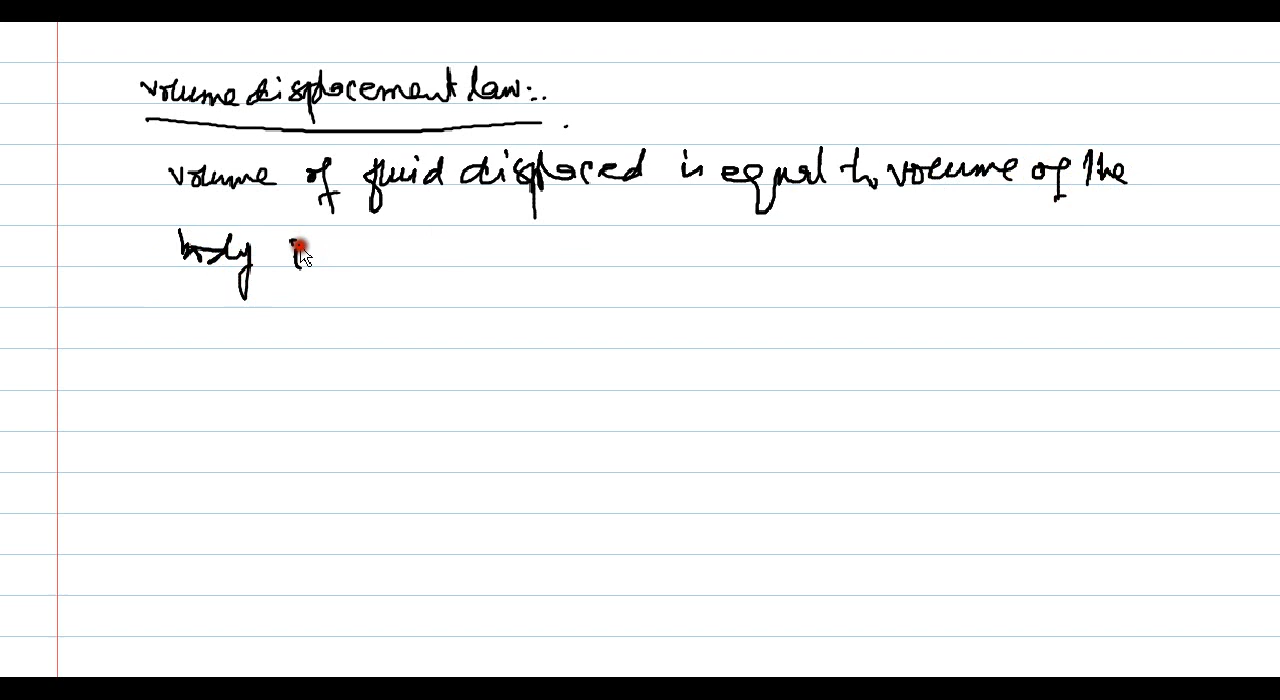 volume displacement law:.
volume of fluid displaced is equal to volume of the
body